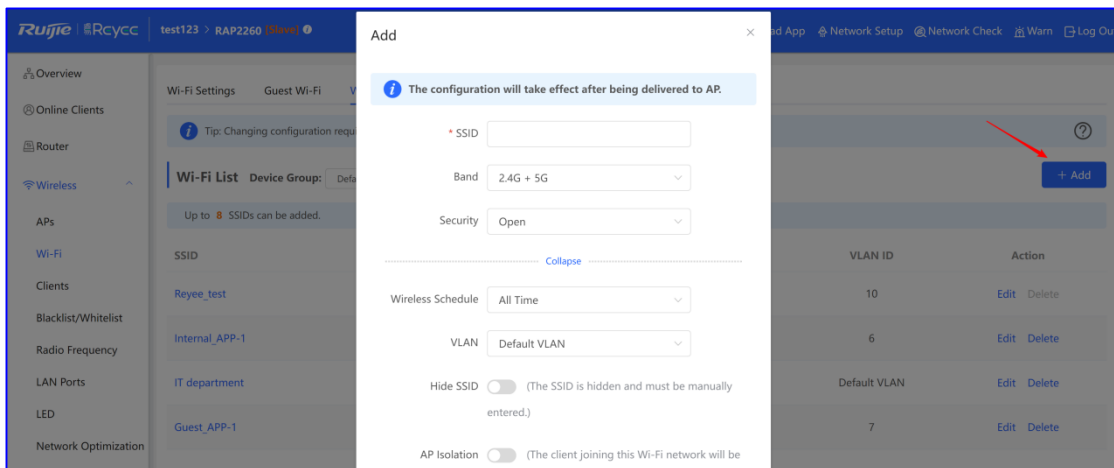 Ruijie Rcycc test123 > RAP2260 [Slave] ad App Network Setup Network Check Warn Log Ou
Add
Overview
Wi-Fi Settings Guest Wi-Fi
The configuration will take effect after being delivered to AP.
Online Clients
Tip: Changing configuration requ
* SSID
Router
Wi-Fi List Device Group: Defa
Band 2.4G + 5G
+ Add
Wireless
Up to 8 SSIDs can be added.
Security Open
APs
Wi-Fi
SSID VLAN ID Action
Collapse
Clients
Reyee_test 10 Edit Delete
Wireless Schedule All Time
Blacklist/Whitelist
Internal_APP-1 6 Edit Delete
VLAN Default VLAN
Radio Frequency
LAN Ports
IT department Default VLAN Edit Delete
Hide SSID (The SSID is hidden and must be manually
entered.)
LED
Guest_APP-1 7 Edit Delete
Network Optimization
AP Isolation (The client joining this Wi-Fi network will be